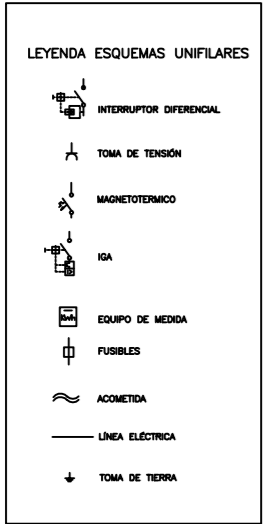 LEYENDA ESQUEMAS UNIFILARES
INTERRUPTOR DIFERENCIAL
TOMA DE TENSIÓN
MAGNETOTERMICO
IGA
Kwh
EQUIPO DE MEDIDA
FUSIBLES
ACOMETIDA
LÍNEA ELÉCTRICA
TOMA DE TIERRA